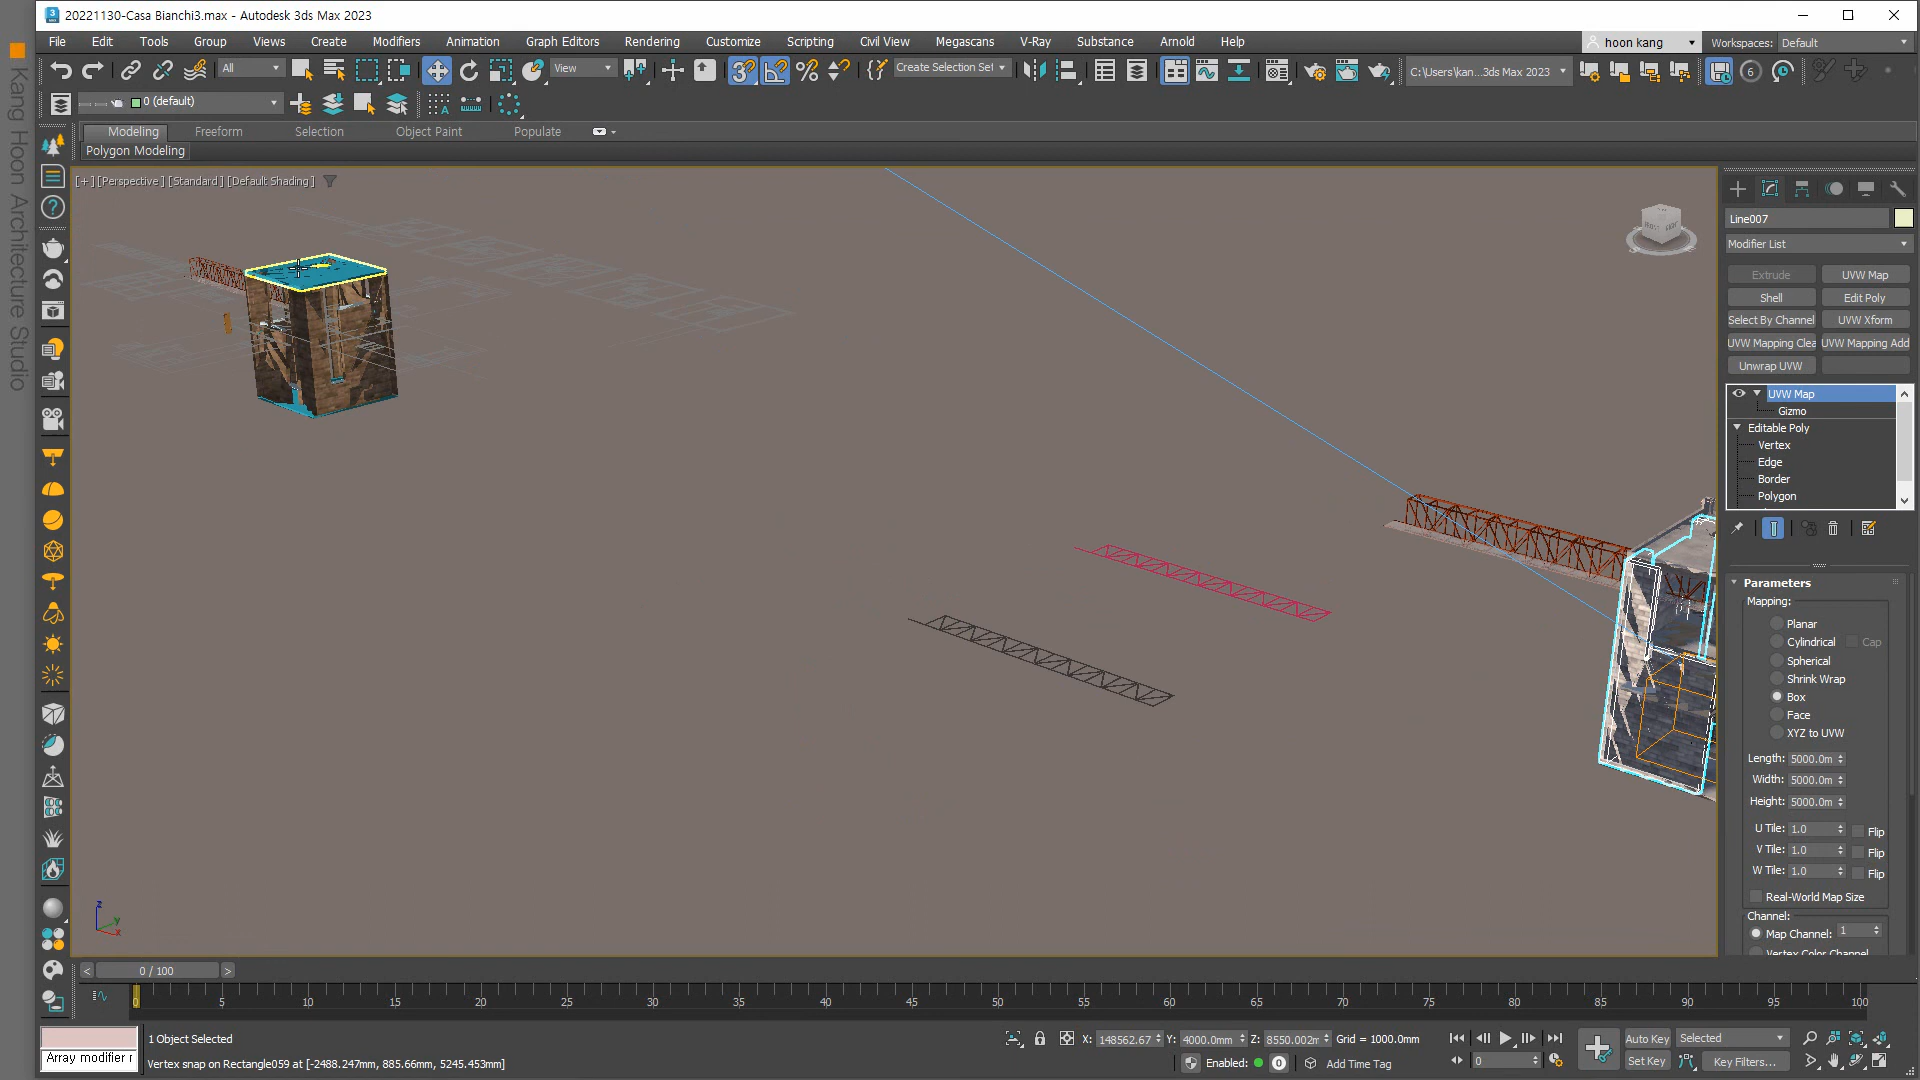 20221130-Casa Bianchi3.max - Autodesk 3ds Max 2023
File Edit Tools Group Views Create Modifiers Animation Graph Editors Rendering Customize Scripting Civil View Megascans V-Ray Substance Arnold Help
hoon kang Workspaces: Default
All View Create Selection Set C:\Users\kan...3ds Max 2023 6
0 (default)
Modeling Freeform Selection Object Paint Populate
Polygon Modeling
[+] [Perspective] [Standard] [Default Shading]
Kang Hoon Architecture Studio
Line007
Modifier List
Extrude UVW Map
Shell Edit Poly
Select By Channel UVW Xform
UVW Mapping Clea UVW Mapping Add
Unwrap UVW
UVW Map
Gizmo
Editable Poly
Vertex
Edge
Border
Polygon
Parameters
Mapping:
Planar
Cylindrical Cap
Spherical
Shrink Wrap
Box
Face
XYZ to UVW
Length: 5000.0m
Width: 5000.0m
Height: 5000.0m
U Tile: 1.0 Flip
V Tile: 1.0 Flip
W Tile: 1.0 Flip
Real-World Map Size
Channel:
Map Channel: 1
Vertex Color Channel
z
y
x
< 0 / 100 >
0 5 10 15 20 25 30 35 40 45 50 55 60 65 70 75 80 85 90 95 100
1 Object Selected X: 148562.67 Y: 4000.0mm Z: 8550.002m Grid = 1000.0mm Auto Key Selected
Array modifier r Vertex snap on Rectangle059 at [-2488.247mm, 885.66mm, 5245.453mm] Enabled: 0 Add Time Tag 0 Set Key Key Filters...